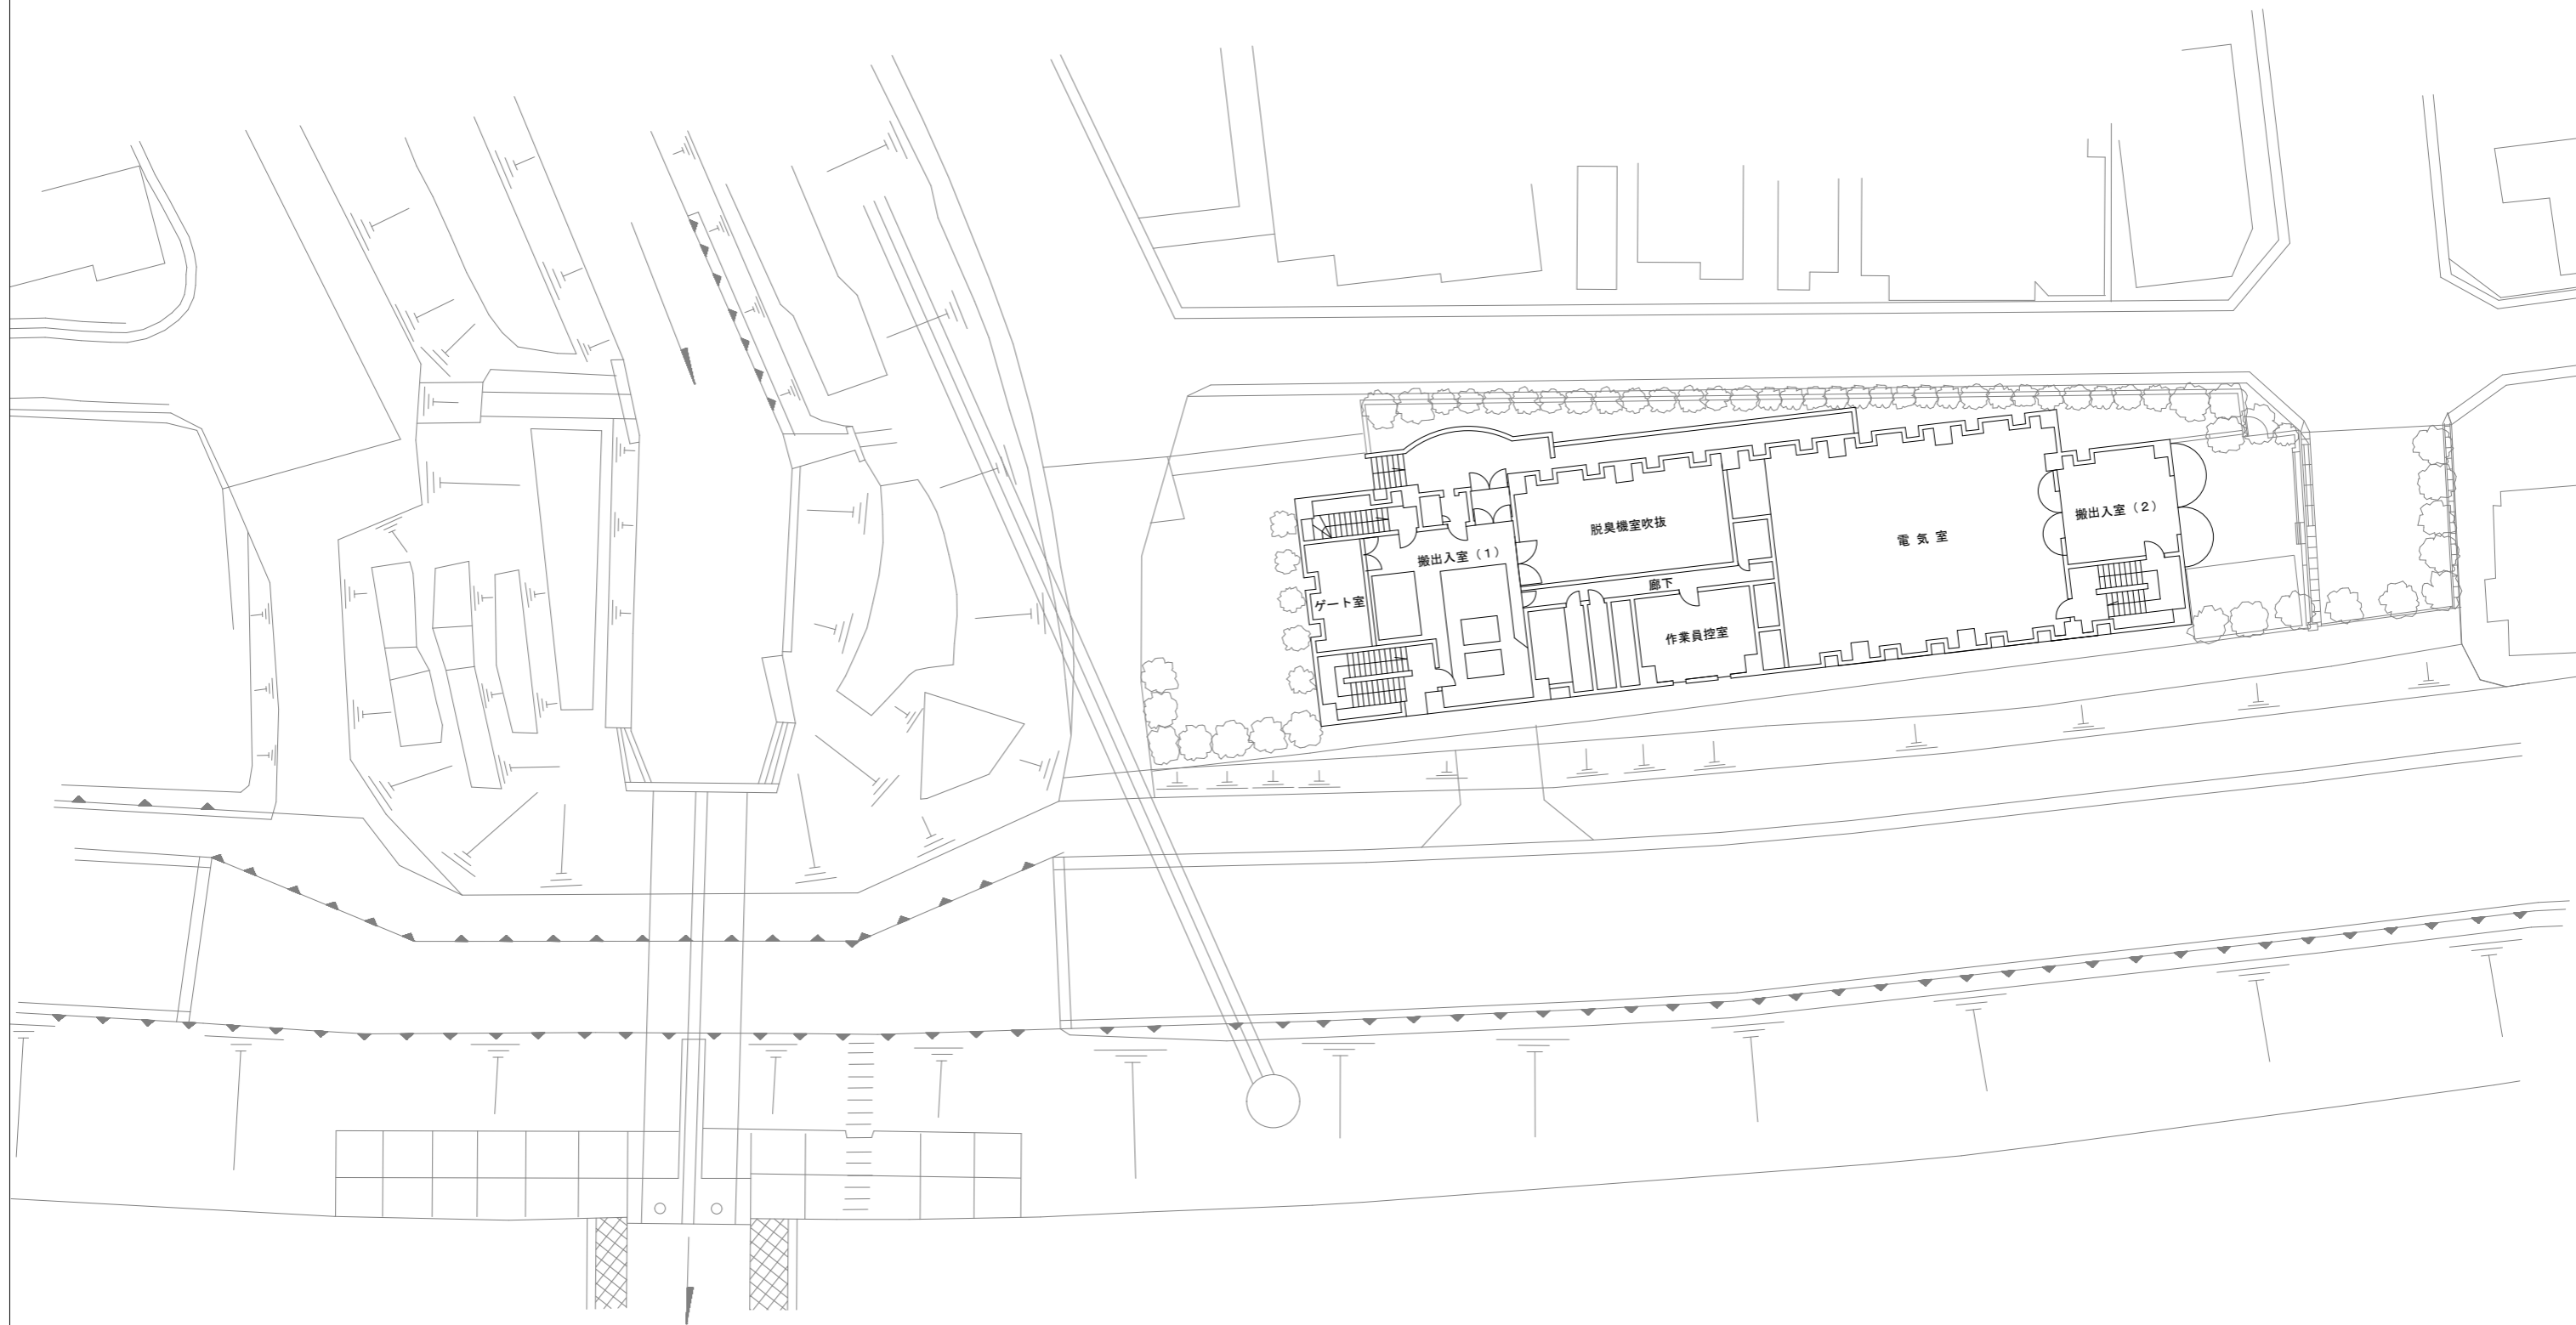 脱臭機室吹抜
電気室
搬出入室(2)
搬出入室(1)
廊下
ゲート室
作業員控室